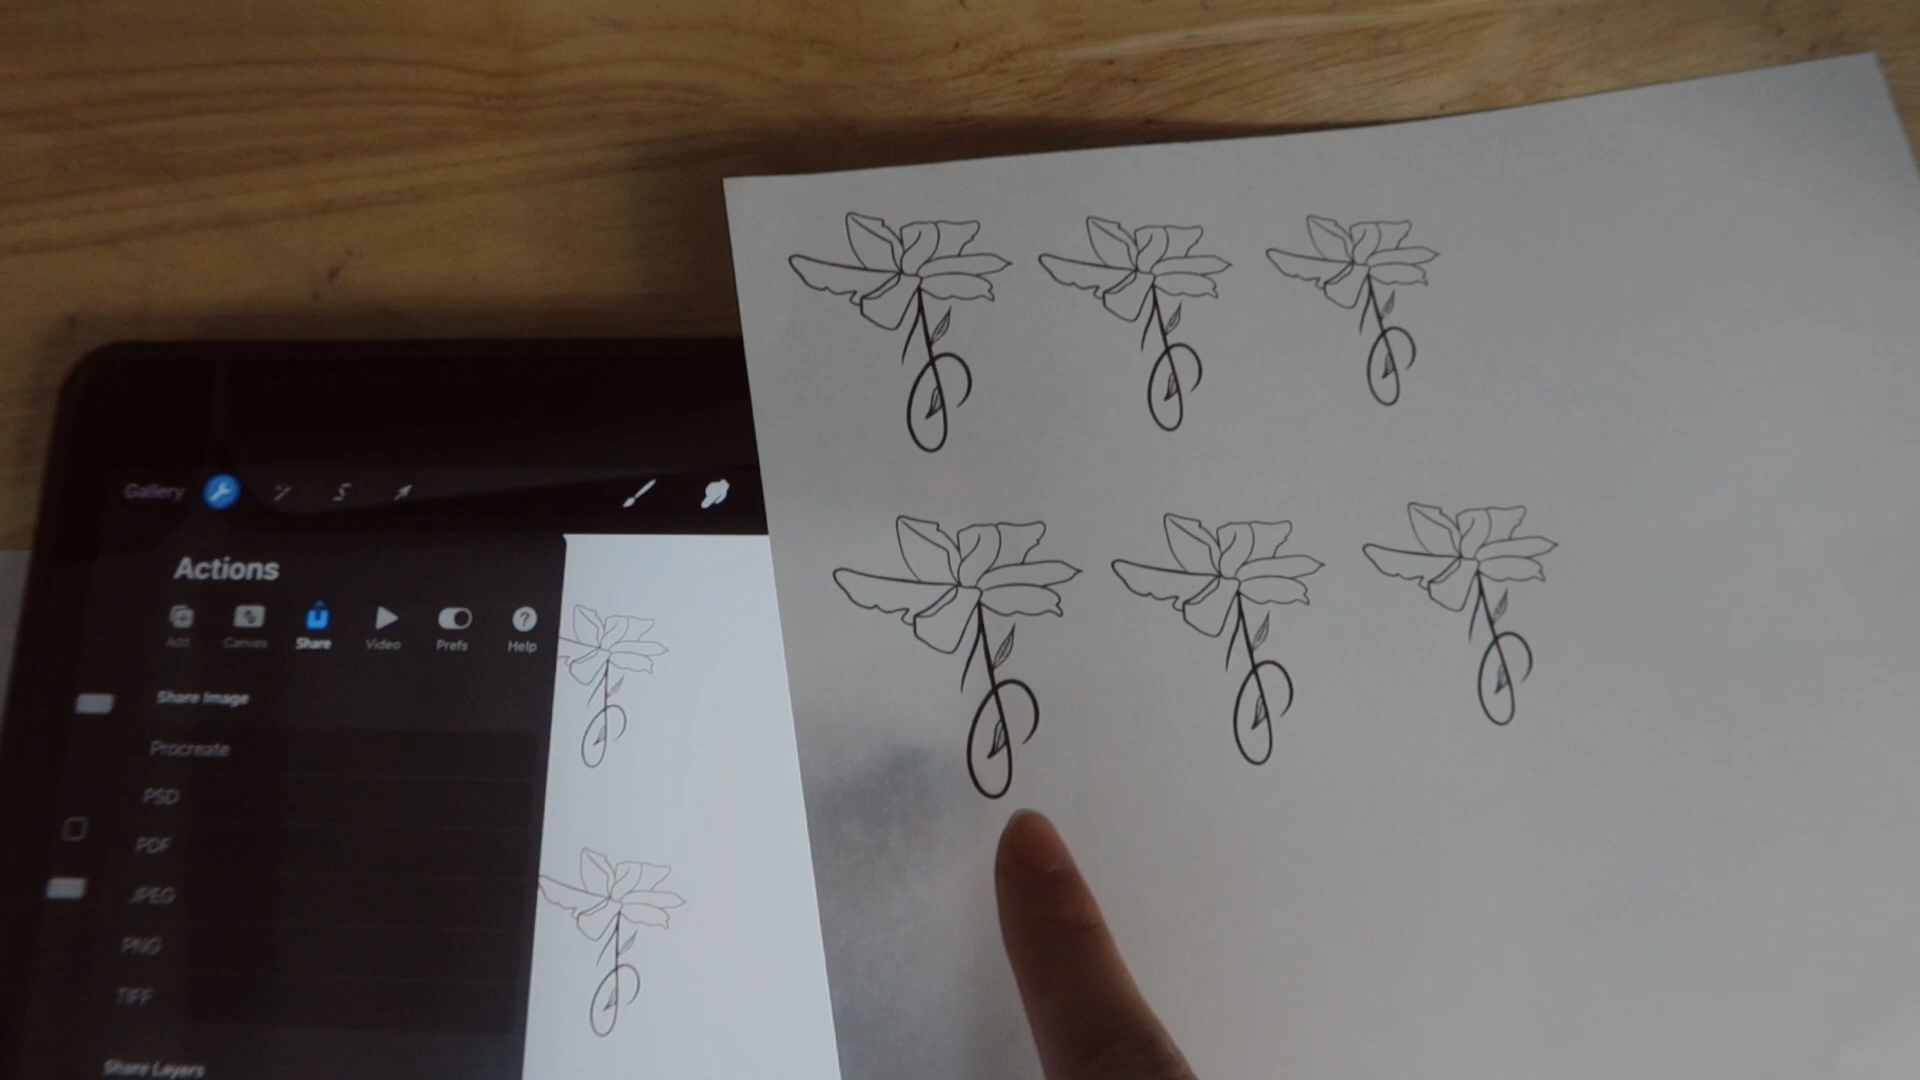 Gallery
Actions
Add Canvas Share Video Prefs Help
Share Image
Procreate
PSD
PDF
JPEG
PNG
TIFF
Share Layers